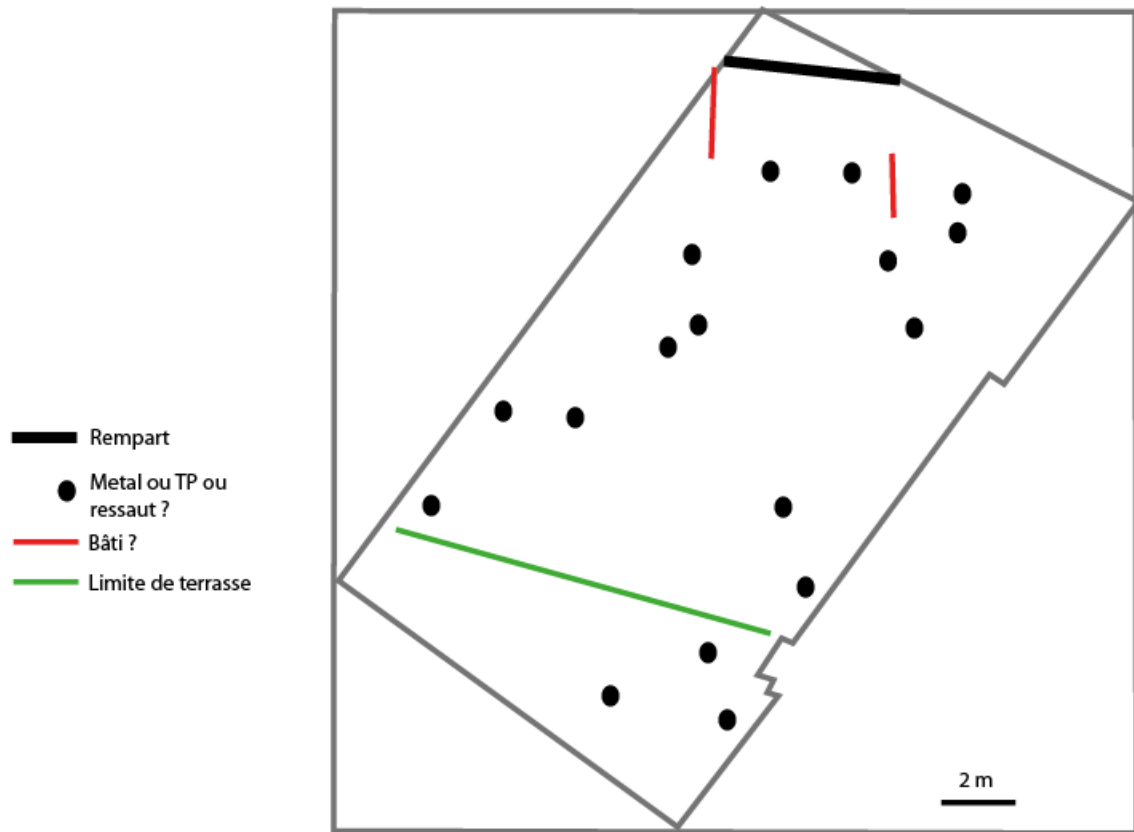 Rempart
Metal ou TP ou
ressaut ?
Bâti ?
Limite de terrasse
2 m